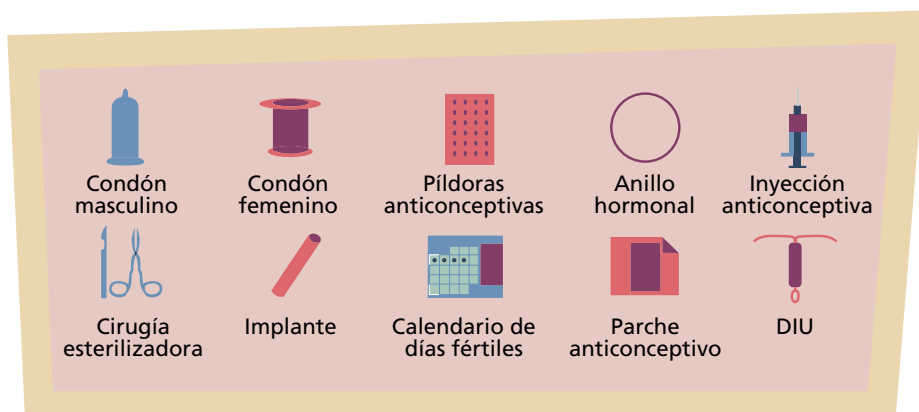 Condón
masculino
Condón
femenino
Píldoras
anticonceptivas
Anillo
hormonal
Inyección
anticonceptiva
Cirugía
esterilizadora
Implante
Calendario de
días fértiles
Parche
anticonceptivo
DIU